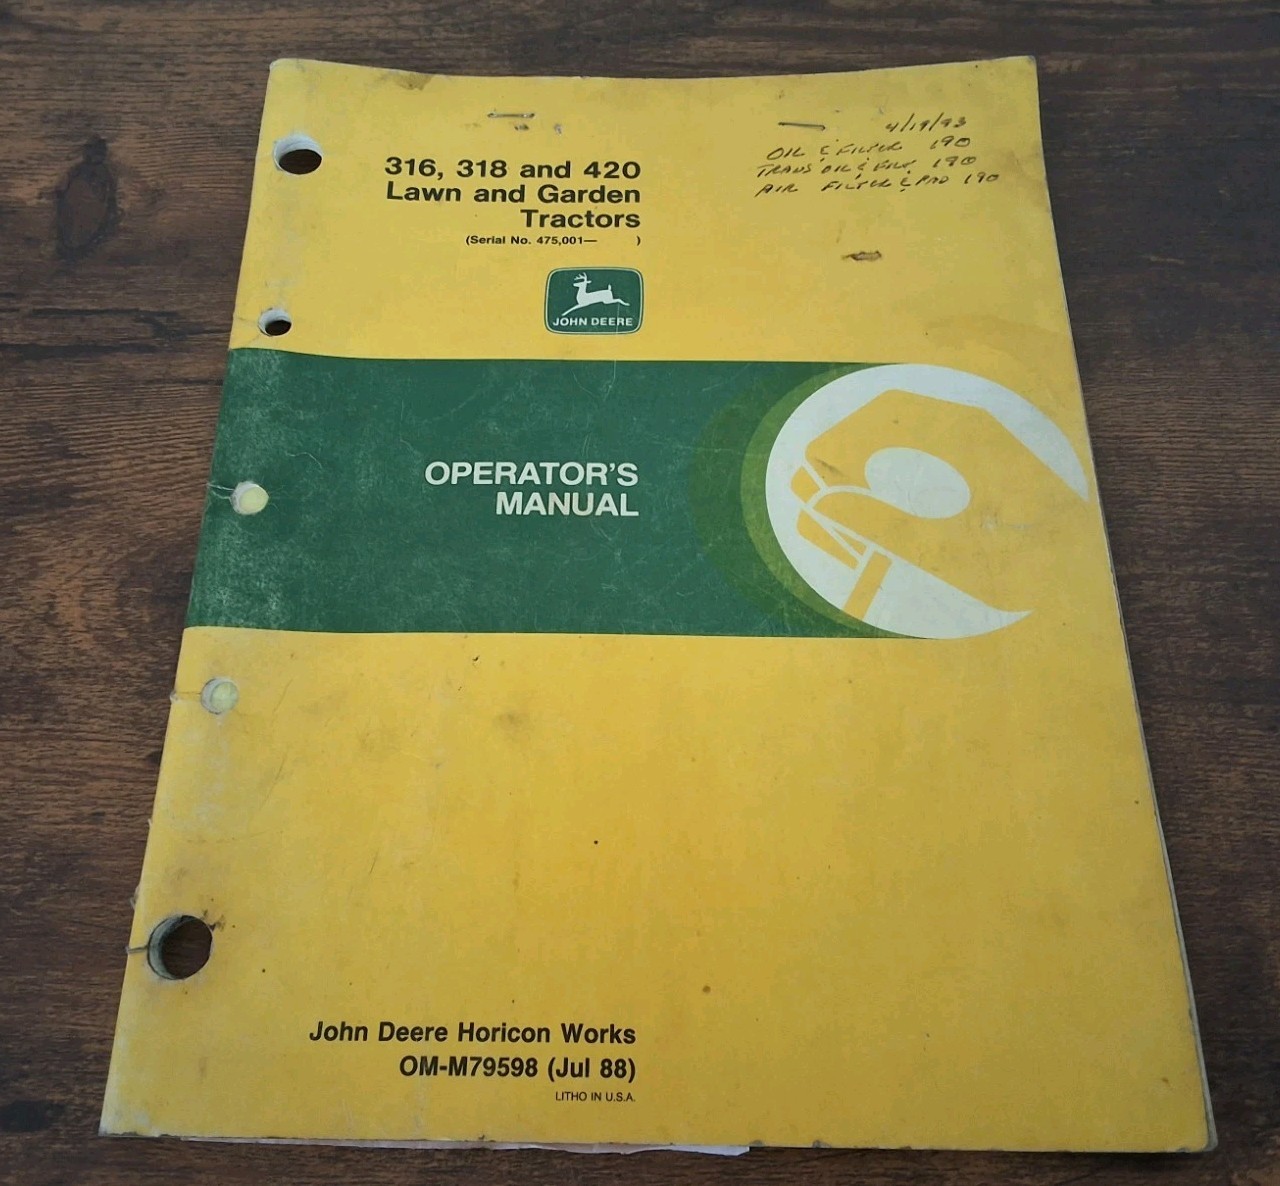 4/19/93
OIL & FILTER 190
TRANS OIL & FILT 190
AIR FILTER & PAD 190
316, 318 and 420
Lawn and Garden
Tractors
(Serial No. 475,001— )
JOHN DEERE
OPERATOR'S
MANUAL
John Deere Horicon Works
OM-M79598 (Jul 88)
LITHO IN U.S.A.